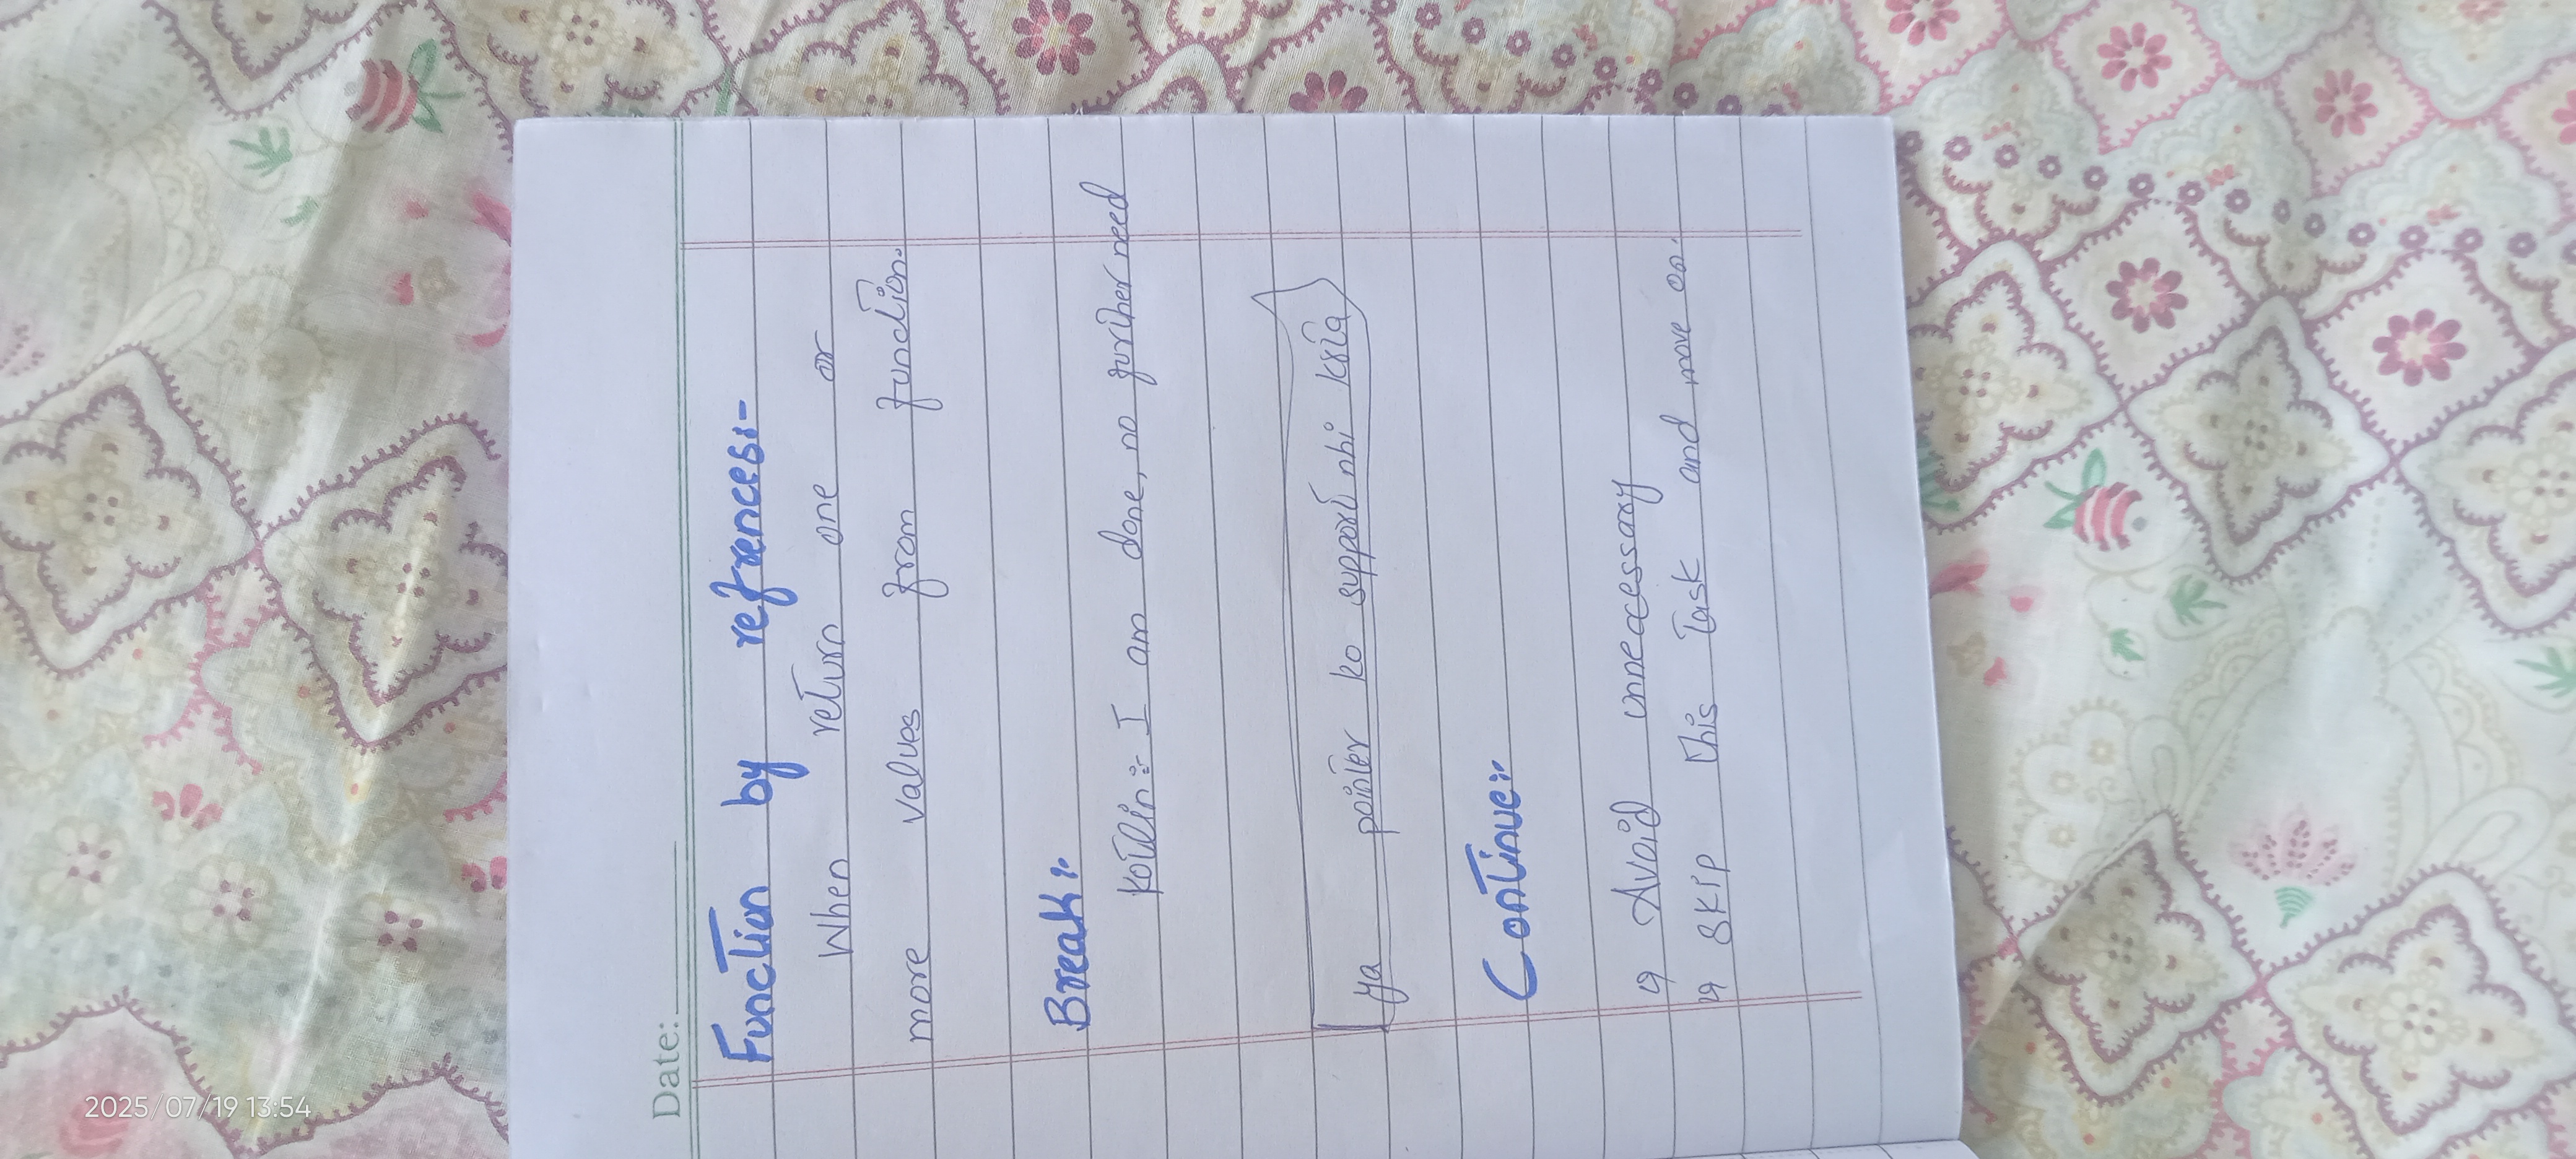 2025/07/19 13:54
Date:
Function by refrences:-
When return one or
more values from function.
Break :-
Kotlin :- I am done, no further need
ya pointer ko support nhi krta
Continue:-
Avoid unnecessary
Skip this task and move on.